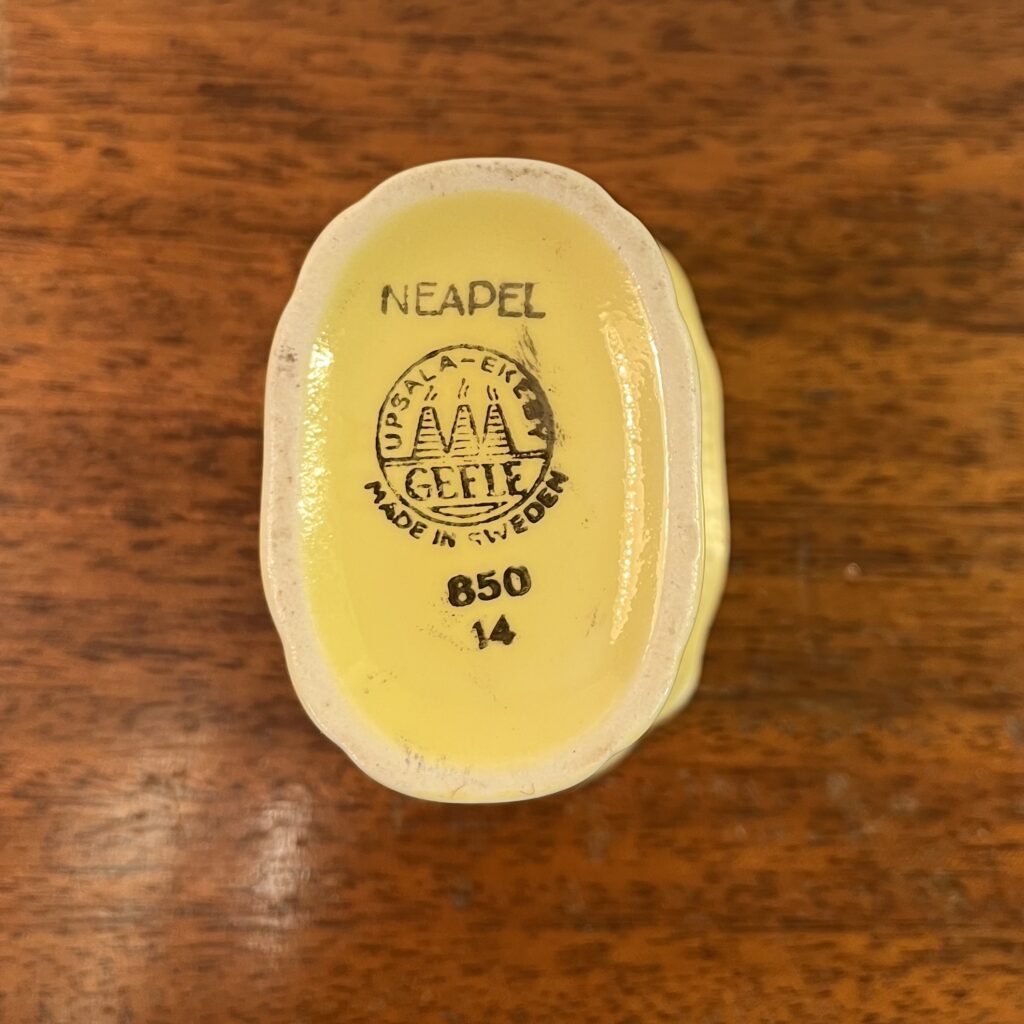 NEAPEL
UPSALA-EKEBY
GEFLE
MADE IN SWEDEN
850
14